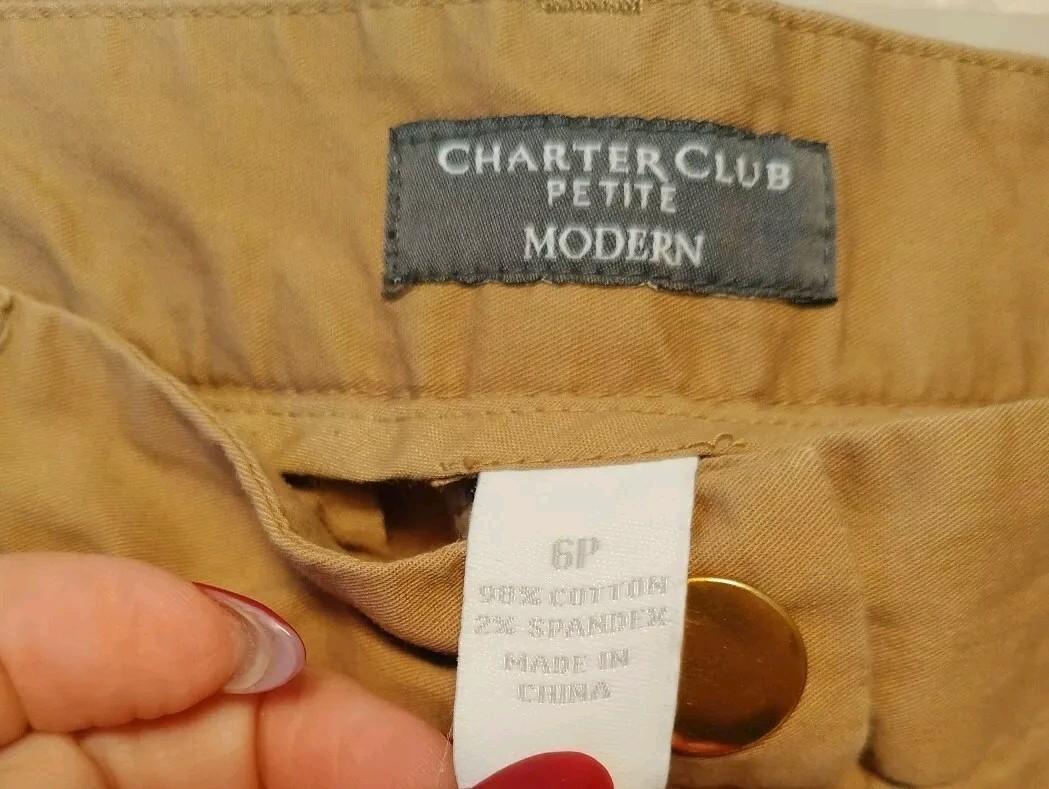 CHARTER CLUB
PETITE
MODERN
6P
98% COTTON
2% SPANDEX
MADE IN
CHINA